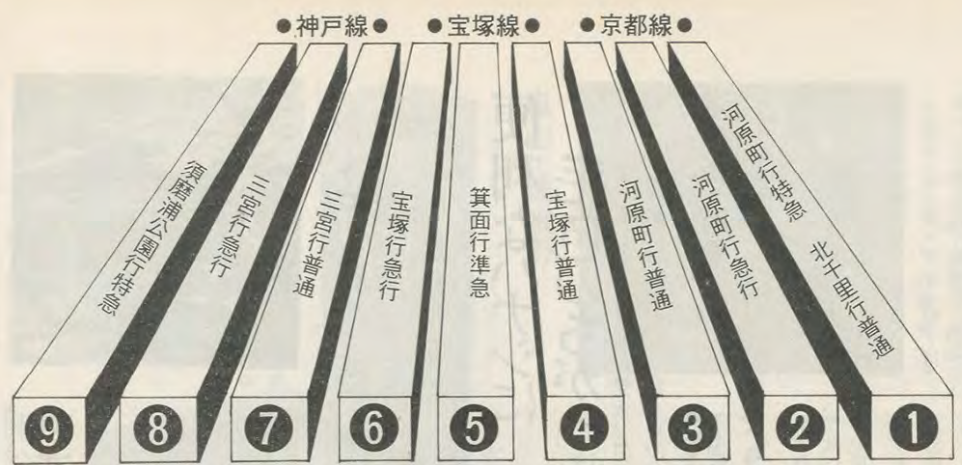 ●神戸線● ●宝塚線● ●京都線●
須磨浦公園行特急
三宮行急行
三宮行普通
宝塚行急行
箕面行準急
宝塚行普通
河原町行普通
河原町行急行
河原町行特急 北千里行普通
9 8 7 6 5 4 3 2 1